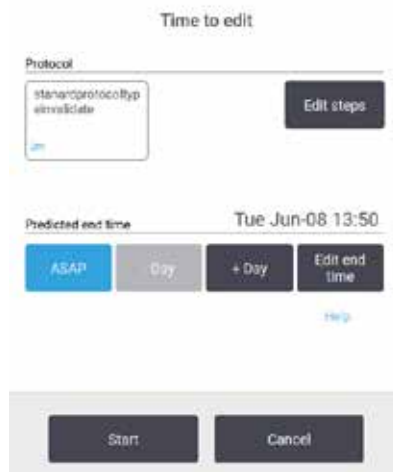 Time to edit
Protocol
stanardprotocoltyp
einvalidate
Edit steps
Predicted end time
Tue Jun-08 13:50
ASAP
Day
+ Day
Edit end
time
Help
Start
Cancel